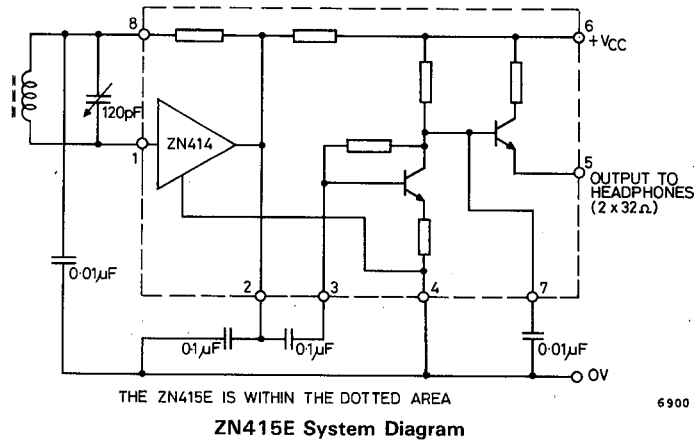 8
6
+VCC
120pF
ZN414
1
5
OUTPUT TO
HEADPHONES
(2 x 32Ω)
0·01µF
2
3
4
7
0·1µF
0·1µF
0·01µF
0V
THE ZN415E IS WITHIN THE DOTTED AREA
6900
ZN415E System Diagram